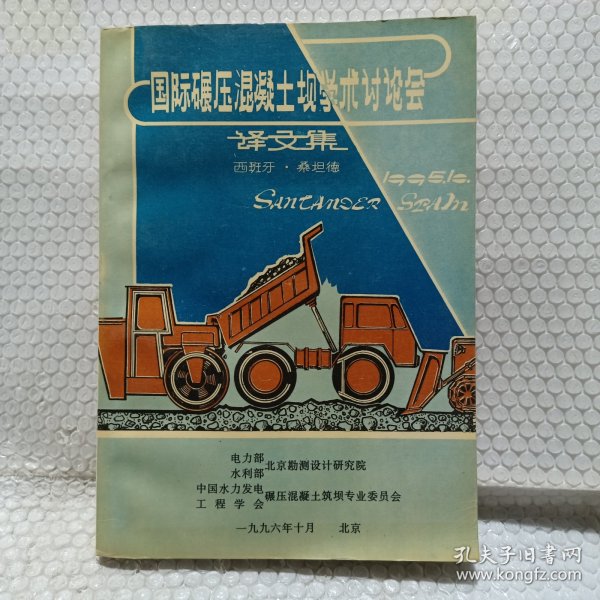 国际碾压混凝土坝学术讨论会
译文集
西班牙·桑坦德
1995.10.
SANTANDER SPAIN
电力部
水利部
北京勘测设计研究院
中国水力发电
工程学会
碾压混凝土筑坝专业委员会
一九九六年十月 北京
孔夫子旧书网
www.kongfz.com